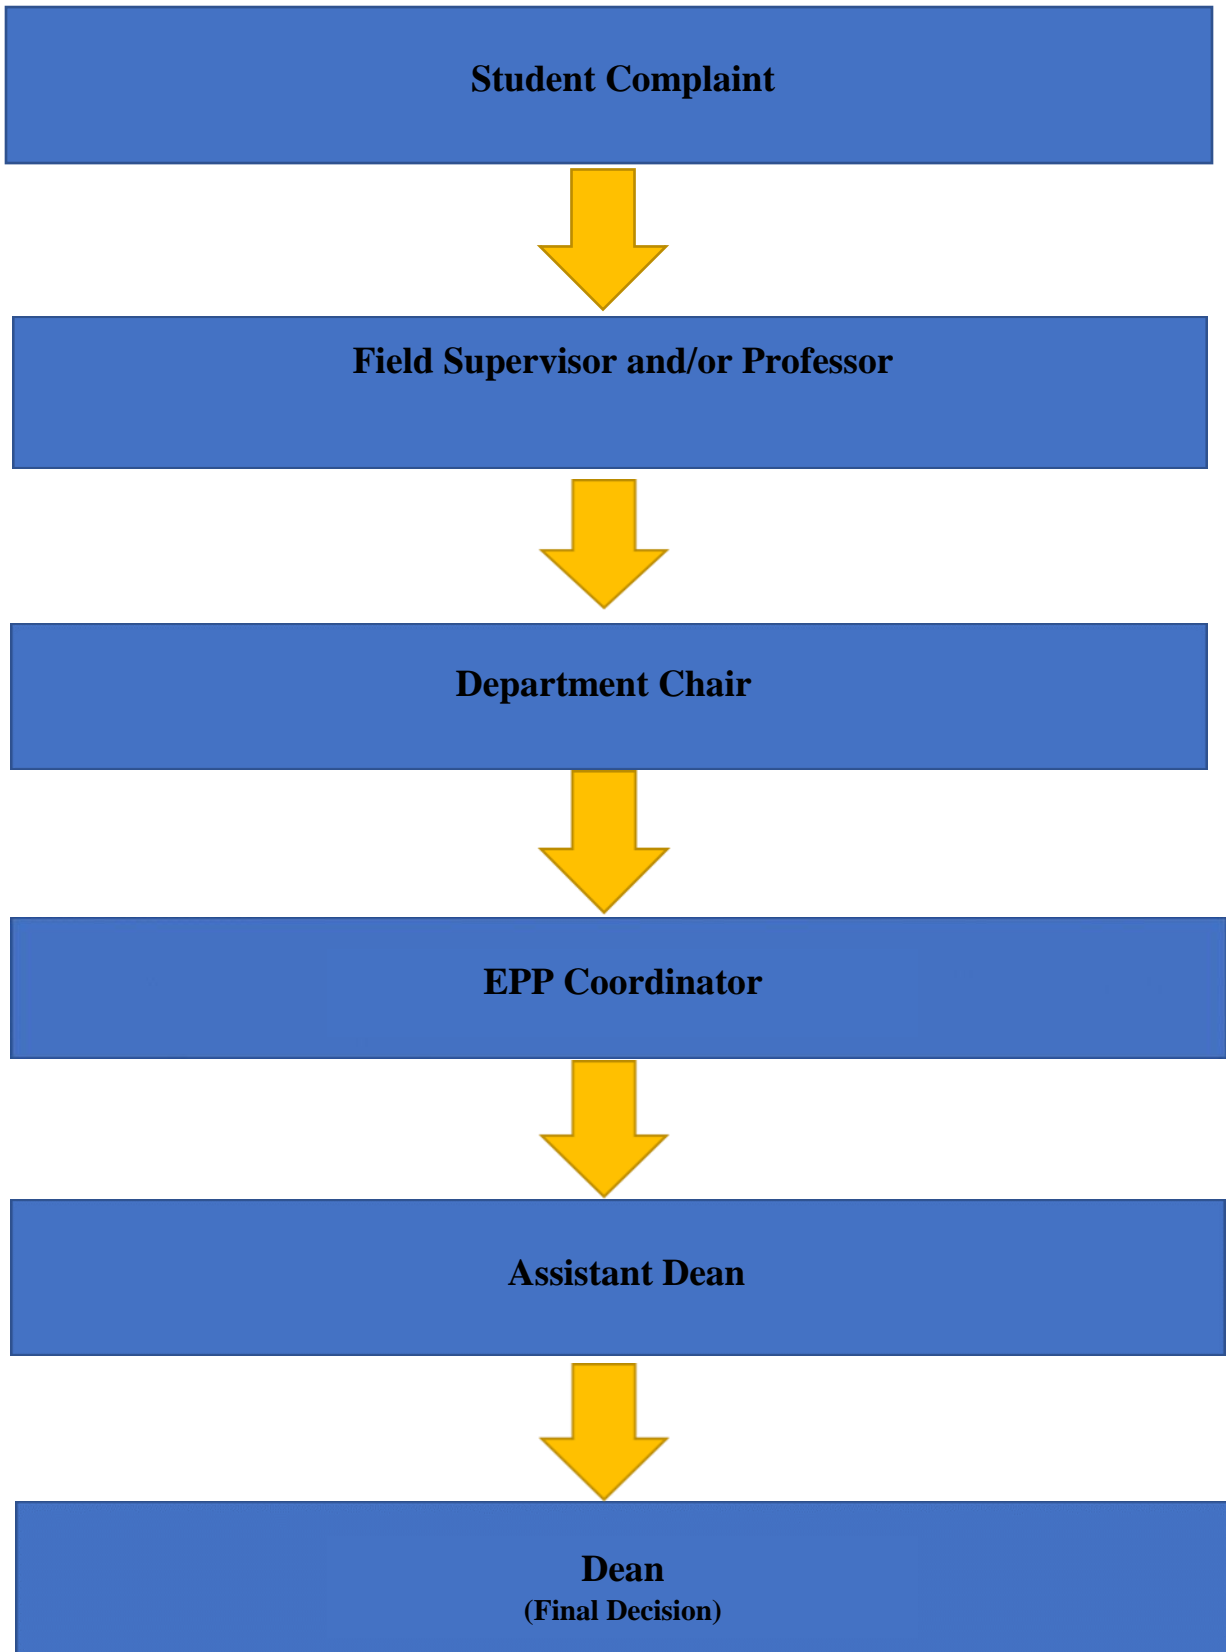 Student Complaint
Field Supervisor and/or Professor
Department Chair
EPP Coordinator
Assistant Dean
Dean
(Final Decision)